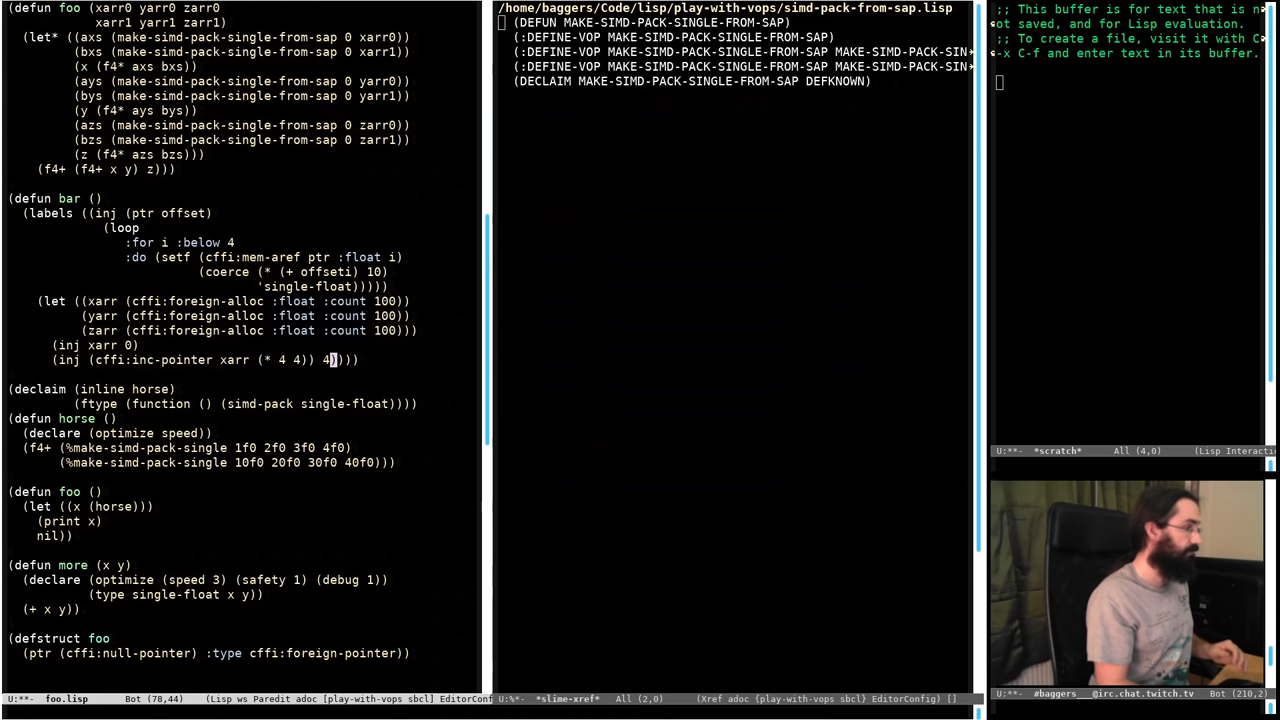 (defun foo (xarr0 yarr0 zarr0
xarr1 yarr1 zarr1)
(let* ((axs (make-simd-pack-single-from-sap 0 xarr0))
(bxs (make-simd-pack-single-from-sap 0 xarr1))
(x (f4* axs bxs))
(ays (make-simd-pack-single-from-sap 0 yarr0))
(bys (make-simd-pack-single-from-sap 0 yarr1))
(y (f4* ays bys))
(azs (make-simd-pack-single-from-sap 0 zarr0))
(bzs (make-simd-pack-single-from-sap 0 zarr1))
(z (f4* azs bzs)))
(f4+ (f4+ x y) z)))
(defun bar ()
(labels ((inj (ptr offset)
(loop
:for i :below 4
:do (setf (cffi:mem-aref ptr :float i)
(coerce (* (+ offseti) 10)
'single-float)))))
(let ((xarr (cffi:foreign-alloc :float :count 100))
(yarr (cffi:foreign-alloc :float :count 100))
(zarr (cffi:foreign-alloc :float :count 100)))
(inj xarr 0)
(inj (cffi:inc-pointer xarr (* 4 4)) 4))))
(declaim (inline horse)
(ftype (function () (simd-pack single-float))))
(defun horse ()
(declare (optimize speed))
(f4+ (%make-simd-pack-single 1f0 2f0 3f0 4f0)
(%make-simd-pack-single 10f0 20f0 30f0 40f0)))
(defun foo ()
(let ((x (horse)))
(print x)
nil))
(defun more (x y)
(declare (optimize (speed 3) (safety 1) (debug 1))
(type single-float x y))
(+ x y))
(defstruct foo
(ptr (cffi:null-pointer) :type cffi:foreign-pointer))
U:**- foo.lisp Bot (78,44) (Lisp ws Paredit adoc [play-with-vops sbcl] EditorConf
/home/baggers/Code/lisp/play-with-vops/simd-pack-from-sap.lisp
(DEFUN MAKE-SIMD-PACK-SINGLE-FROM-SAP)
(:DEFINE-VOP MAKE-SIMD-PACK-SINGLE-FROM-SAP)
(:DEFINE-VOP MAKE-SIMD-PACK-SINGLE-FROM-SAP MAKE-SIMD-PACK-SIN
(:DEFINE-VOP MAKE-SIMD-PACK-SINGLE-FROM-SAP MAKE-SIMD-PACK-SIN
(DECLAIM MAKE-SIMD-PACK-SINGLE-FROM-SAP DEFKNOWN)
U:%*- *slime-xref* All (2,0) (Xref adoc {play-with-vops sbcl} EditorConfig) []
;; This buffer is for text that is n
ot saved, and for Lisp evaluation.
;; To create a file, visit it with C
-x C-f and enter text in its buffer.
U:**- *scratch* All (4,0) (Lisp Interacti
U:**- #baggers___@irc.chat.twitch.tv Bot (210,2)